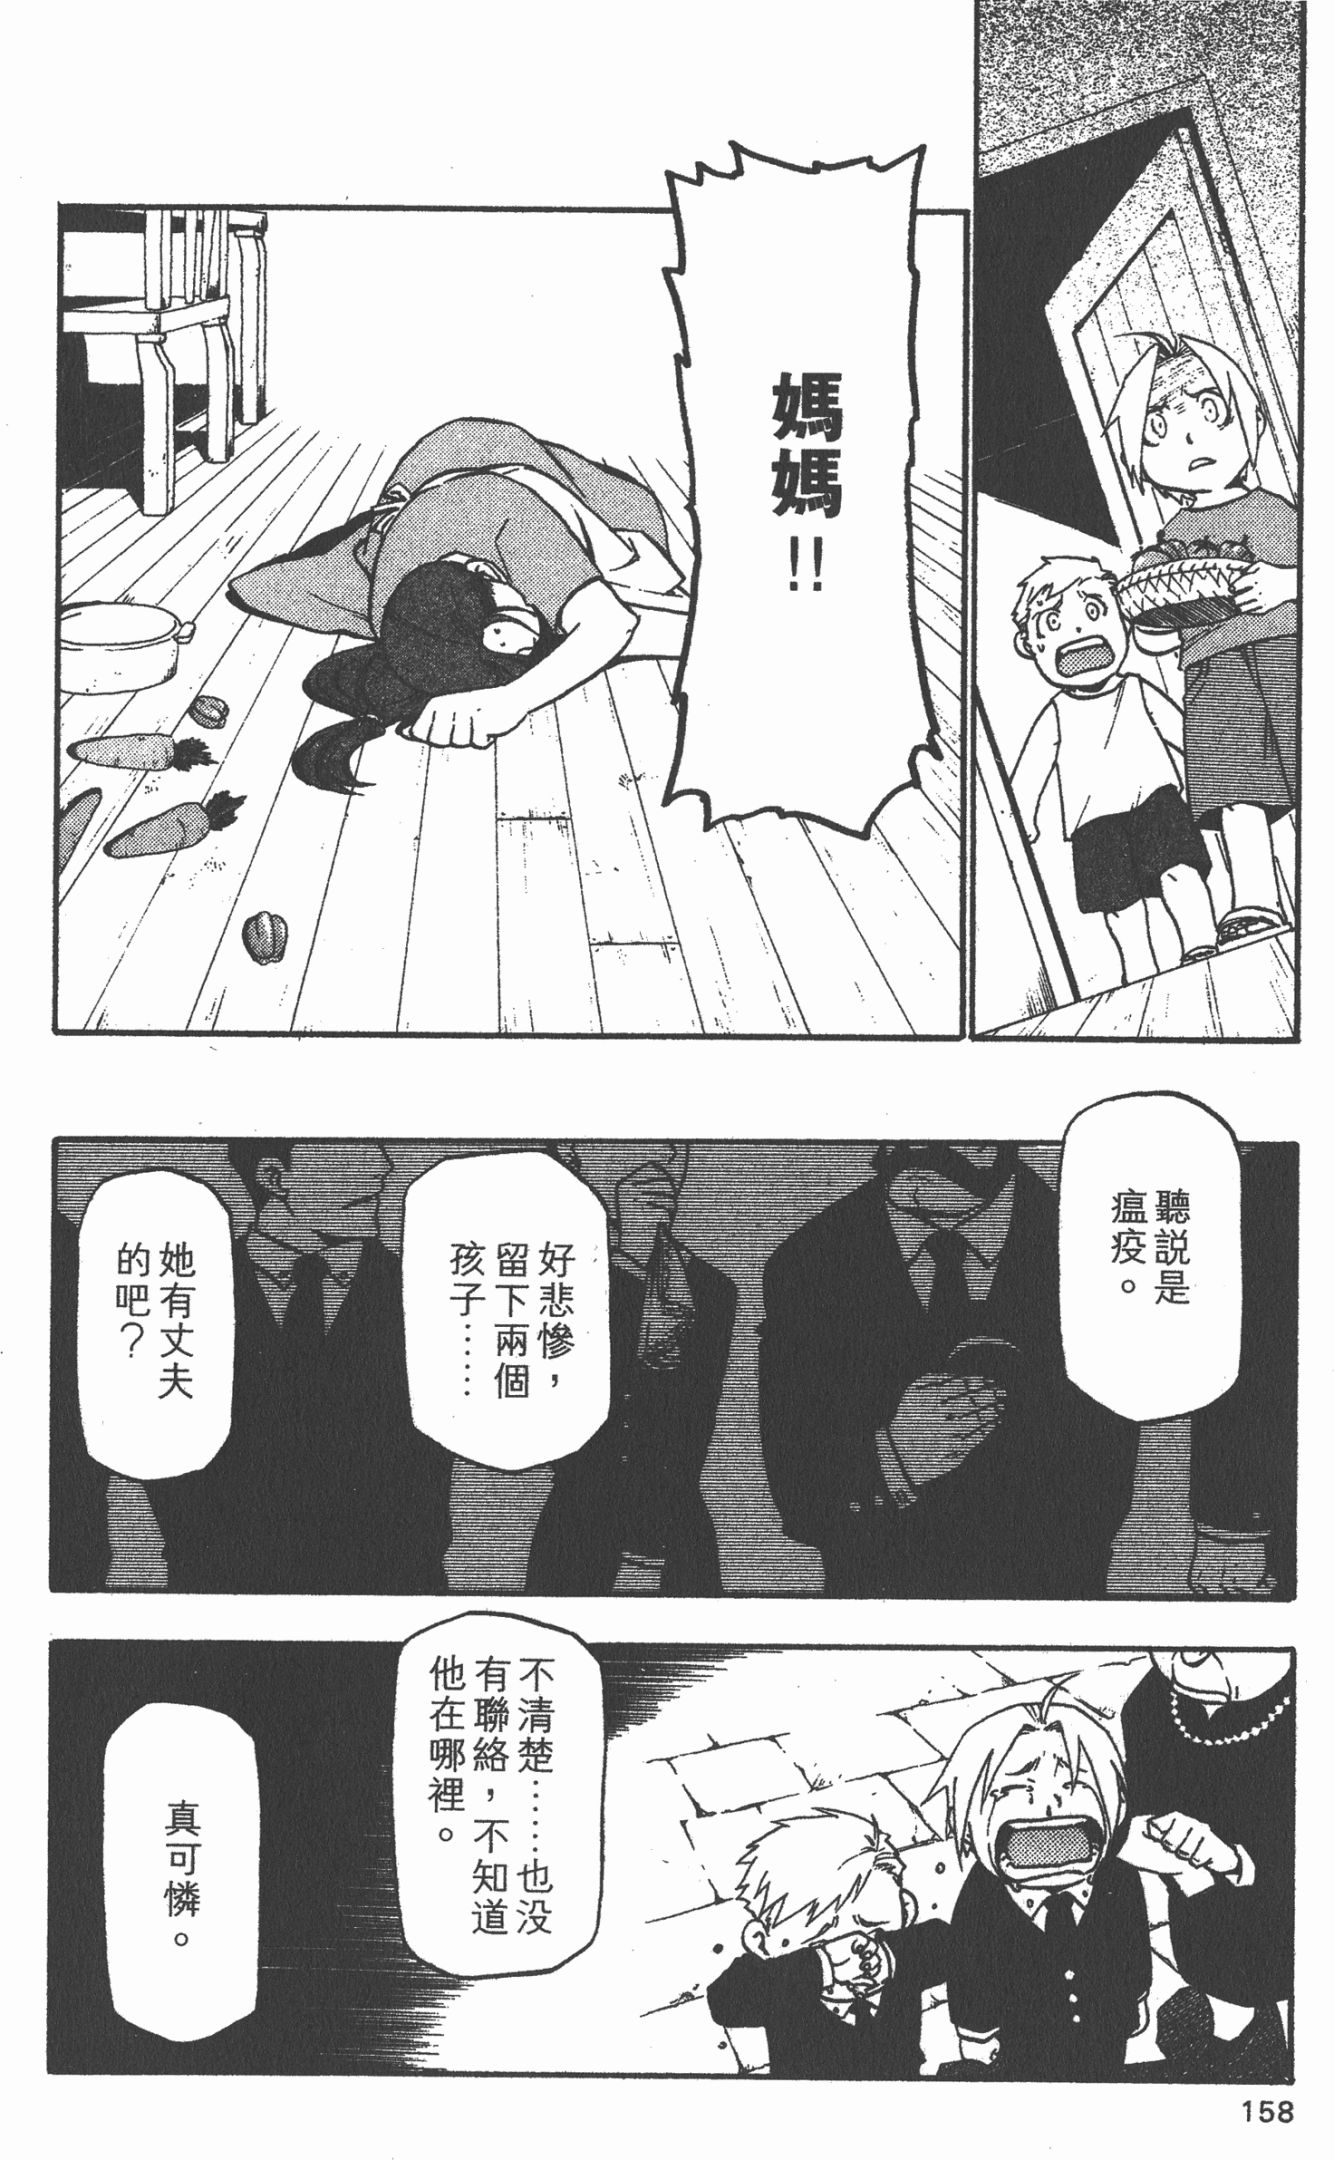 媽媽!!
聽説是
瘟疫。
好悲慘，
留下兩個
孩子……
她有丈夫
的吧？
不清楚……也没
有聯絡，不知道
他在哪裡。
真可憐。
158